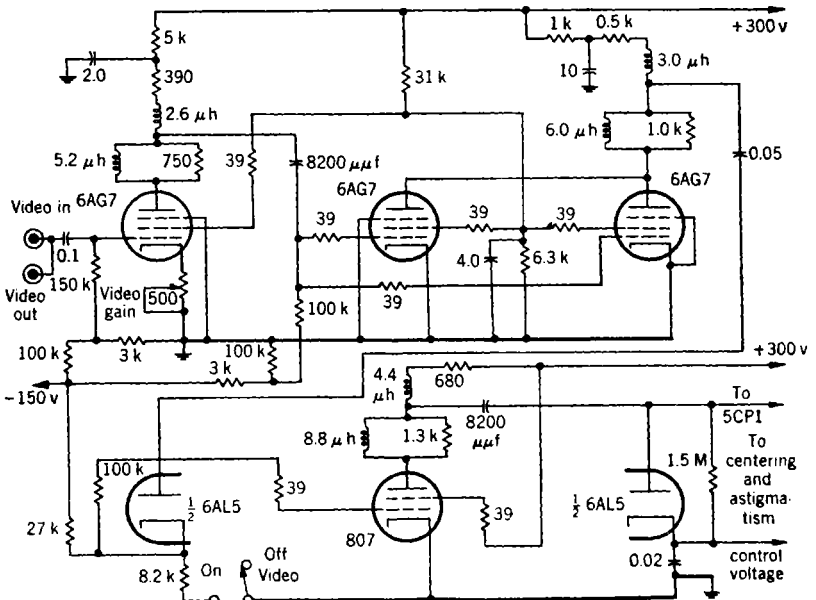 5 k
1 k
0.5 k
+300 v
2.0
390
31 k
10
3.0 μh
2.6 μh
6.0 μh
1.0 k
5.2 μh
750
39
8200 μμf
0.05
6AG7
6AG7
6AG7
Video in
39
39
39
0.1
4.0
6.3 k
150 k
Video
out
Video
gain
500
39
100 k
100 k
3 k
100 k
3 k
+300 v
-150 v
4.4
μh
680
To
5CP1
8200
μμf
8.8 μh
1.3 k
To
centering
and
astigma-
tism
1.5 M
100 k
39
½ 6AL5
39
½ 6AL5
27 k
807
Off
Video
On
8.2 k
0.02
control
voltage